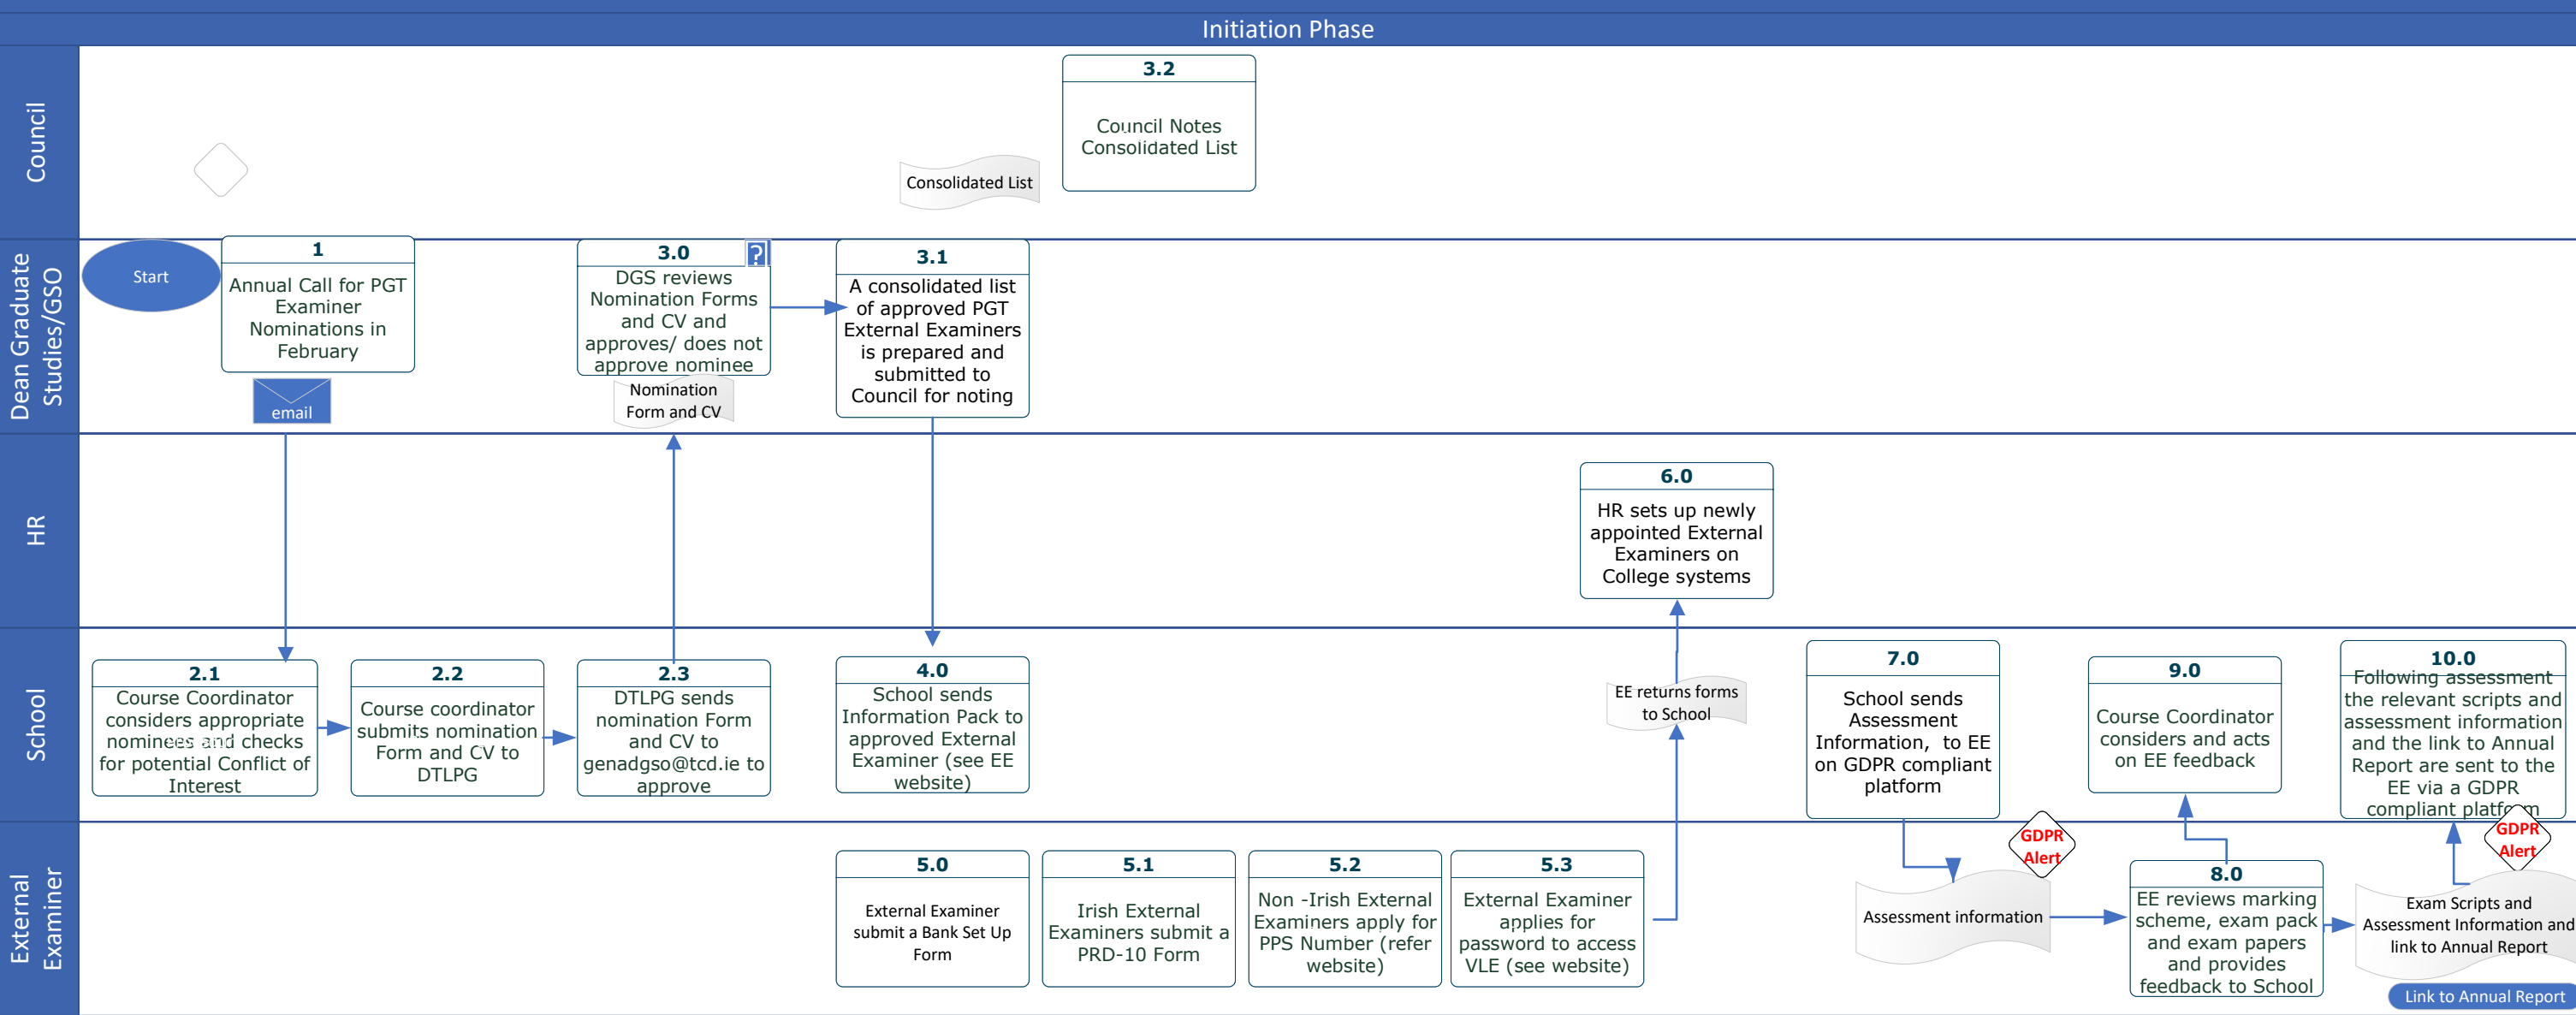 Initiation Phase
Council
3.2
Council Notes
Consolidated List
Consolidated List
Dean Graduate
Studies/GSO
Start
1
Annual Call for PGT
Examiner
Nominations in
February
email
3.0
?
DGS reviews
Nomination Forms
and CV and
approves/ does not
approve nominee
Nomination
Form and CV
3.1
A consolidated list
of approved PGT
External Examiners
is prepared and
submitted to
Council for noting
HR
6.0
HR sets up newly
appointed External
Examiners on
College systems
School
2.1
Course Coordinator
considers appropriate
checks
for potential Conflict of
Interest
2.2
Course coordinator
submits nomination
Form and CV to
DTLPG
2.3
DTLPG sends
nomination Form
and CV to
genadgso@tcd.ie to
approve
4.0
School sends
Information Pack to
approved External
Examiner (see EE
website)
EE returns forms
to School
7.0
School sends
Assessment
Information, to EE
on GDPR compliant
platform
9.0
Course Coordinator
considers and acts
on EE feedback
10.0
Following assessment
the relevant scripts and
assessment information
and the link to Annual
Report are sent to the
EE via a GDPR
compliant platform
External
Examiner
5.0
External Examiner
submit a Bank Set Up
Form
5.1
Irish External
Examiners submit a
PRD-10 Form
5.2
Non -Irish External
Examiners apply for
PPS Number (refer
website)
5.3
External Examiner
applies for
password to access
VLE (see website)
Assessment information
GDPR
Alert
8.0
EE reviews marking
scheme, exam pack
and exam papers
and provides
feedback to School
GDPR
Alert
Exam Scripts and
Assessment Information and
link to Annual Report
Link to Annual Report